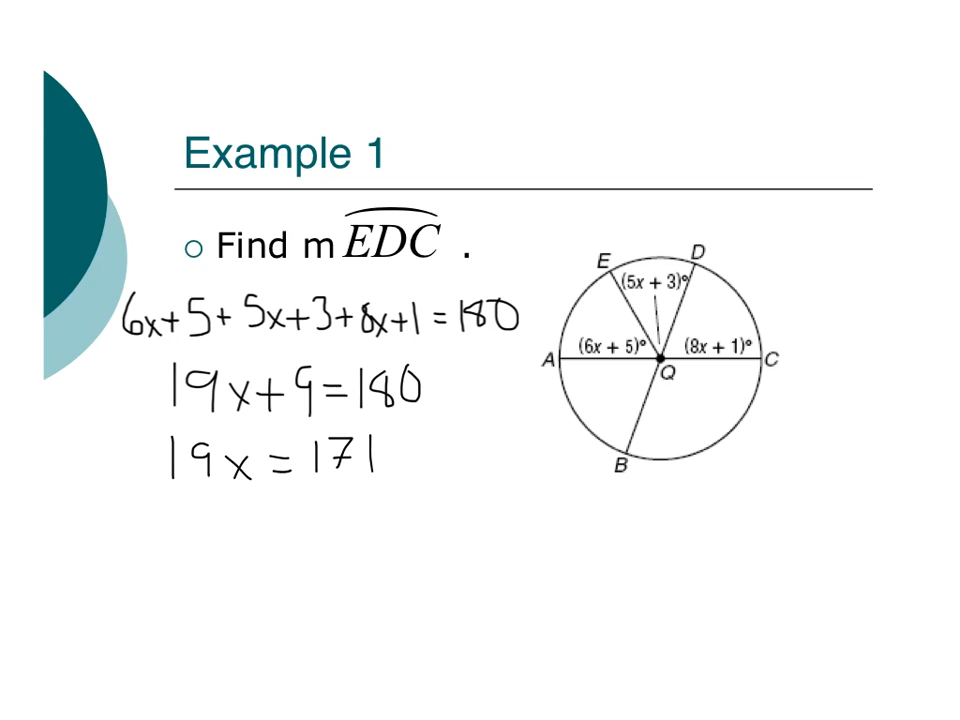 Example 1
Find m EDC .
6x+5+5x+3+8x+1=180
19x+9=180
19x=171
E
D
(5x + 3)°
A
(6x + 5)°
(8x + 1)°
C
Q
B